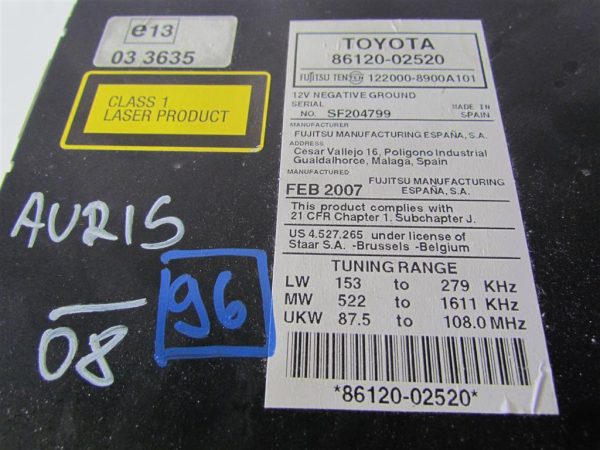 e13
03 3635
CLASS 1
LASER PRODUCT
AURIS
08
96
TOYOTA
86120-02520
FUJITSU TEN 122000-8900A101
12V NEGATIVE GROUND
SERIAL
NO. SF204799
MADE IN
SPAIN
MANUFACTURER
FUJITSU MANUFACTURING ESPAÑA, S.A.
ADDRESS
Cesar Vallejo 16, Poligono Industrial
Guadalhorce, Malaga, Spain
MANUFACTURED
FEB 2007
FUJITSU MANUFACTURING
ESPAÑA, S.A.
This product complies with
21 CFR Chapter 1, Subchapter J.
US 4.527.265 under license of
Staar S.A. -Brussels -Belgium
TUNING RANGE
LW 153 to 279 KHz
MW 522 to 1611 KHz
UKW 87.5 to 108.0 MHz
*86120-02520*